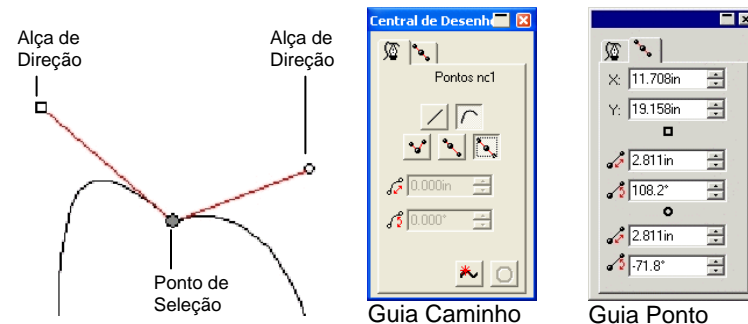 Alça de
Direção
Alça de
Direção
Ponto de
Seleção
Central de Desenh
Pontos nc1
0.000in
0.000°
Guia Caminho
X: 11.708in
Y: 19.158in
2.811in
108.2°
2.811in
-71.8°
Guia Ponto